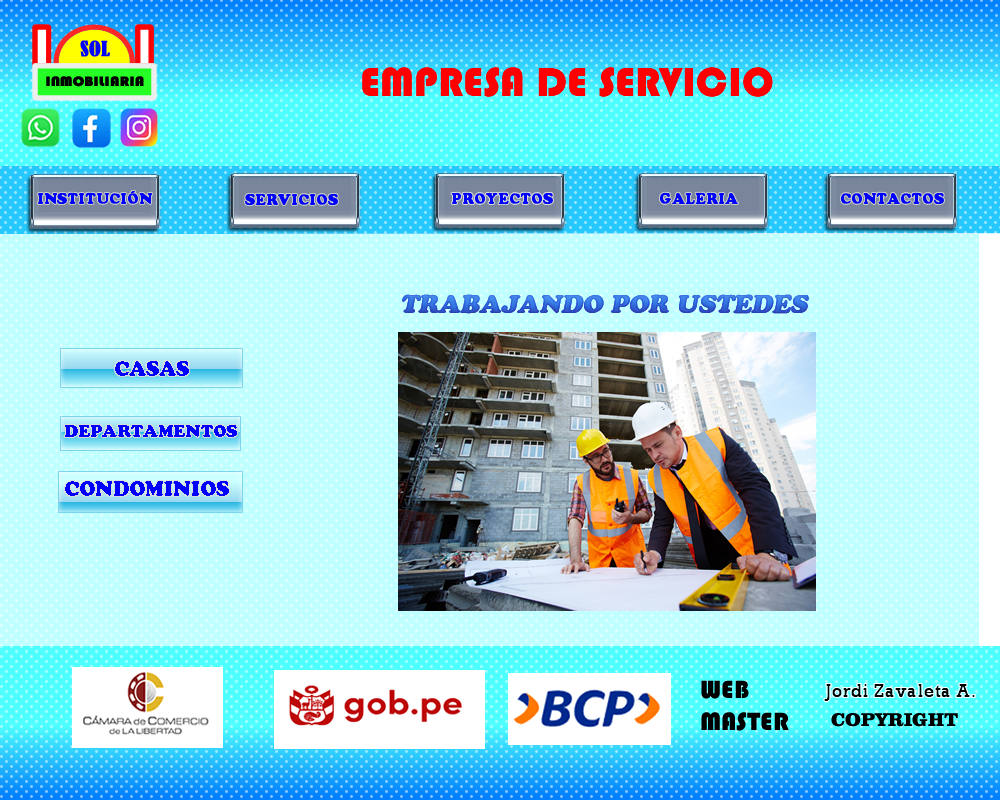 SOL
INMOBILIARIA
EMPRESA DE SERVICIO
INSTITUCIÓN
SERVICIOS
PROYECTOS
GALERIA
CONTACTOS
TRABAJANDO POR USTEDES
CASAS
DEPARTAMENTOS
CONDOMINIOS
CÁMARA de COMERCIO
de LA LIBERTAD
gob.pe
BCP
WEB
MASTER
Jordi Zavaleta A.
COPYRIGHT